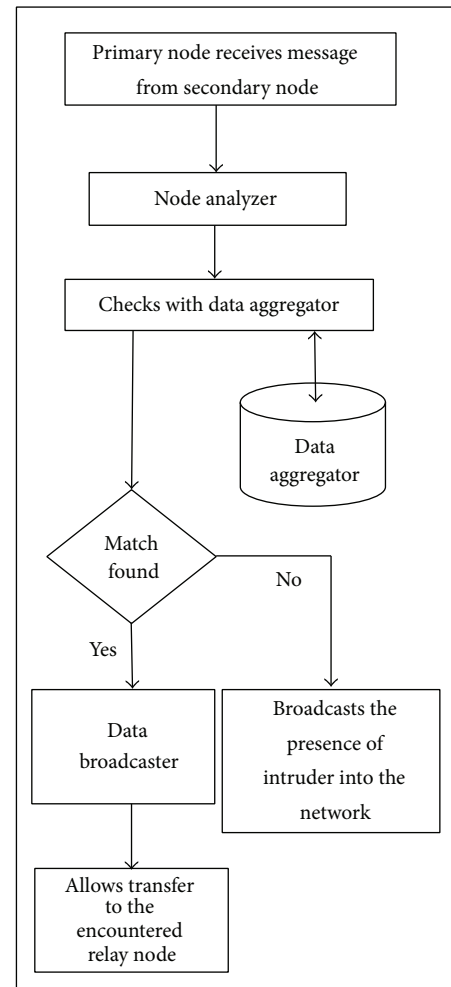 Primary node receives message
from secondary node
Node analyzer
Checks with data aggregator
Data
aggregator
Match
found
No
Yes
Data
broadcaster
Broadcasts the
presence of
intruder into the
network
Allows transfer
to the
encountered
relay node